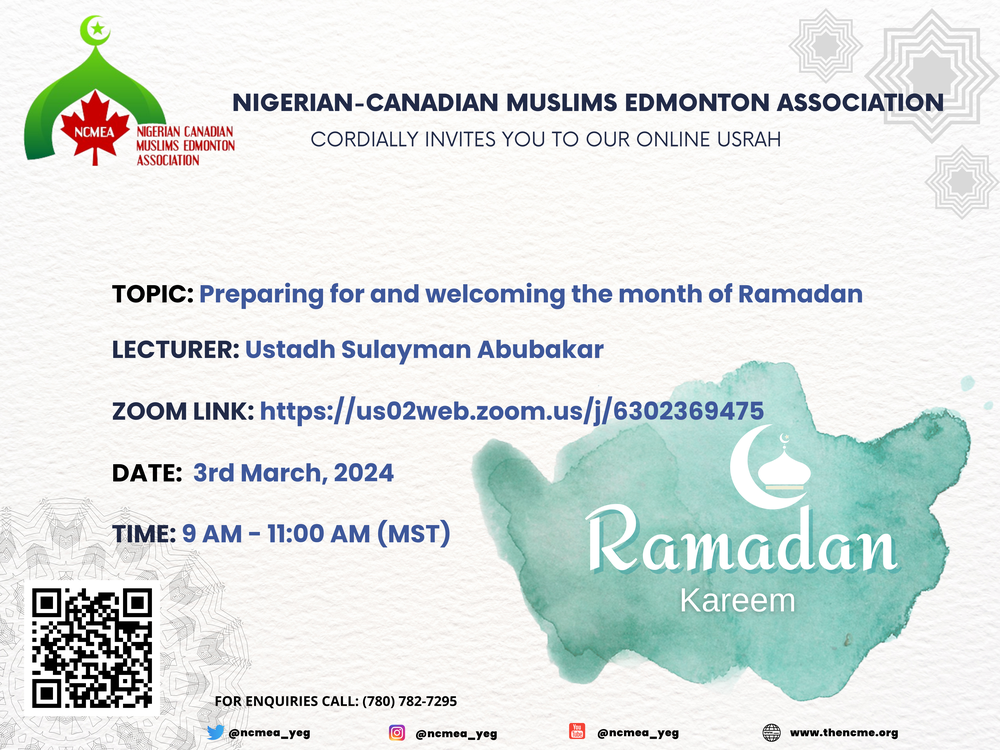 NIGERIAN-CANADIAN MUSLIMS EDMONTON ASSOCIATION
CORDIALLY INVITES YOU TO OUR ONLINE USRAH
NCMEA
NIGERIAN CANADIAN
MUSLIMS EDMONTON
ASSOCIATION
TOPIC: Preparing for and welcoming the month of Ramadan
LECTURER: Ustadh Sulayman Abubakar
ZOOM LINK: https://us02web.zoom.us/j/6302369475
DATE: 3rd March, 2024
TIME: 9 AM - 11:00 AM (MST)
Ramadan
Kareem
FOR ENQUIRIES CALL: (780) 782-7295
@ncmea_yeg
@ncmea_yeg
You
Tube
@ncmea_yeg
www.thencme.org